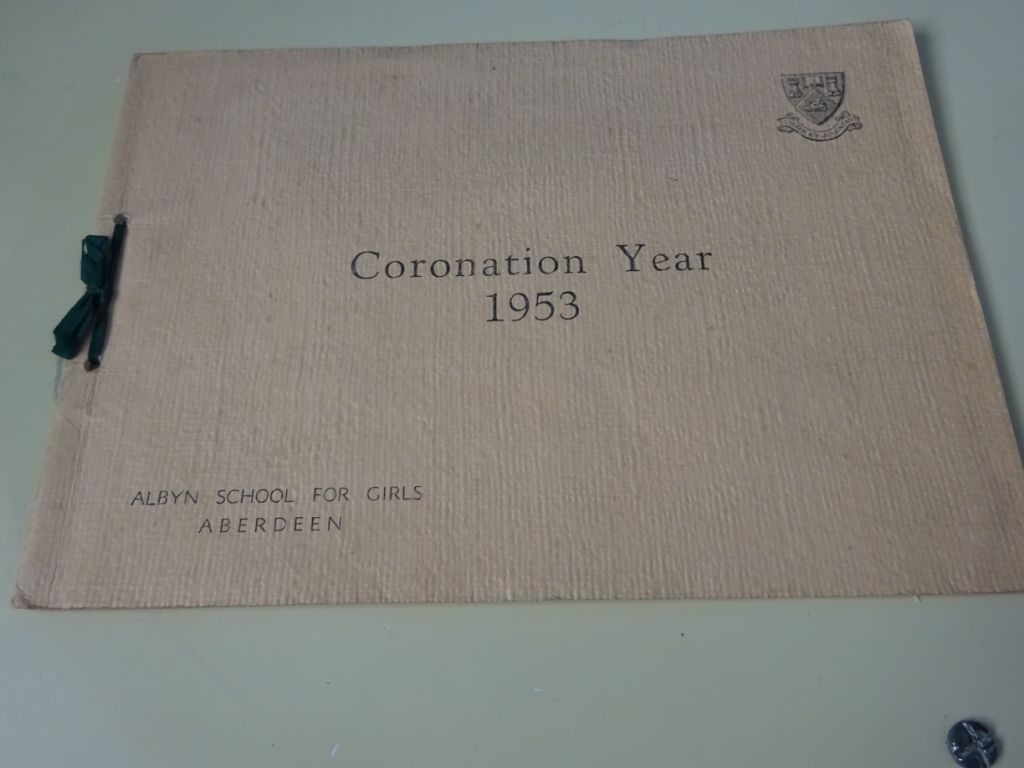 Coronation Year
1953
ALBYN SCHOOL FOR GIRLS
ABERDEEN